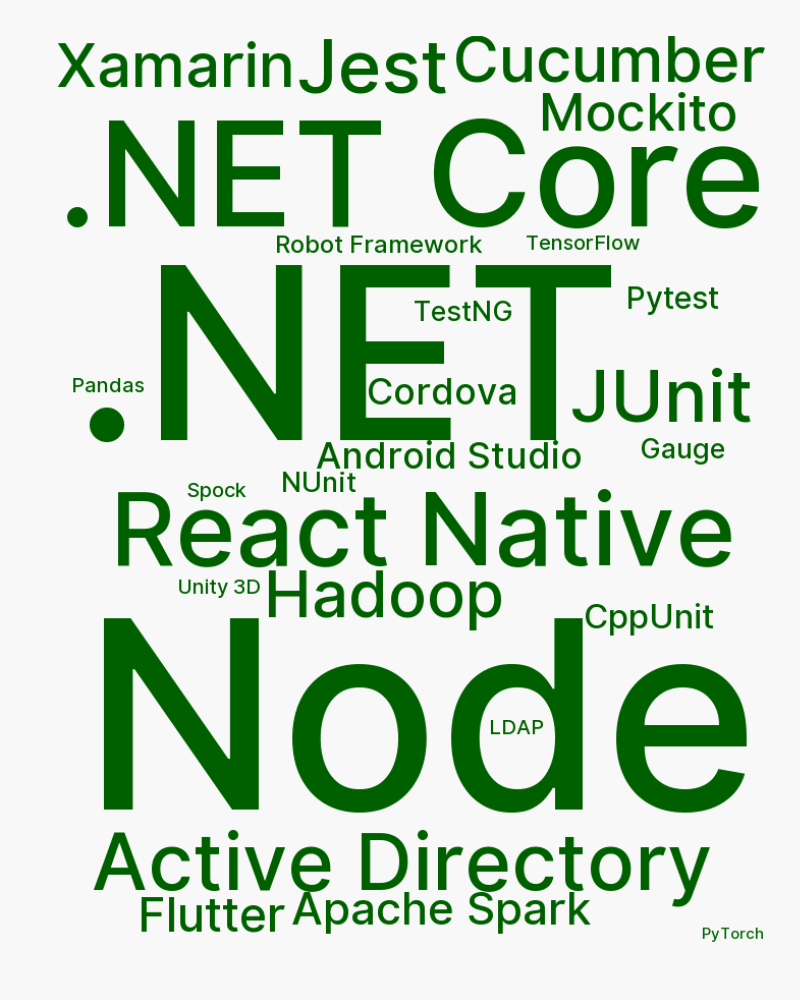 Xamarin
Jest
Cucumber
Mockito
.NET Core
Robot Framework
TensorFlow
.NET
TestNG
Pytest
Pandas
Cordova
JUnit
Android Studio
Gauge
NUnit
Spock
React Native
Unity 3D
Hadoop
CppUnit
Node
LDAP
Active Directory
Flutter
Apache Spark
PyTorch